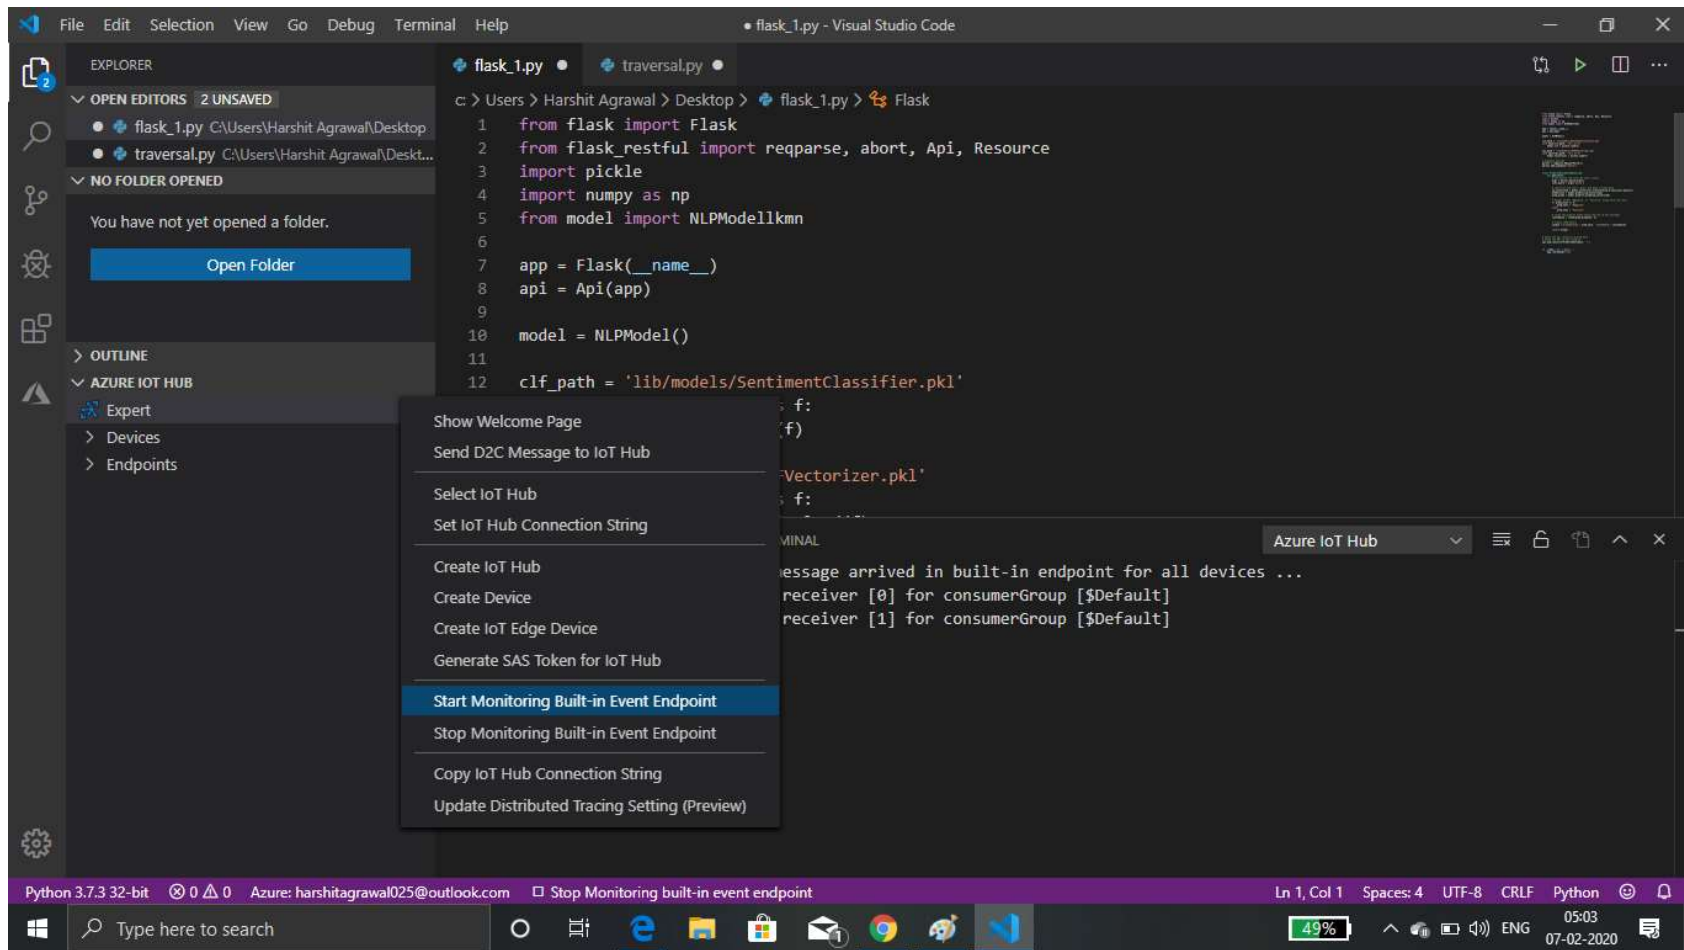 File Edit Selection View Go Debug Terminal Help
● flask_1.py - Visual Studio Code
2
EXPLORER
OPEN EDITORS 2 UNSAVED
flask_1.py C:\Users\Harshit Agrawal\Desktop
traversal.py C:\Users\Harshit Agrawal\Deskt...
NO FOLDER OPENED
You have not yet opened a folder.
Open Folder
OUTLINE
AZURE IOT HUB
Expert
Devices
Endpoints
flask_1.py
traversal.py
c: > Users > Harshit Agrawal > Desktop > flask_1.py > Flask
1 from flask import Flask
2 from flask_restful import reqparse, abort, Api, Resource
3 import pickle
4 import numpy as np
5 from model import NLPModellkmn
6
7 app = Flask(__name__)
8 api = Api(app)
9
10 model = NLPModel()
11
12 clf_path = 'lib/models/SentimentClassifier.pkl'
f:
(f)
Vectorizer.pkl'
f:
Show Welcome Page
Send D2C Message to IoT Hub
Select IoT Hub
Set IoT Hub Connection String
Create IoT Hub
Create Device
Create IoT Edge Device
Generate SAS Token for IoT Hub
Start Monitoring Built-in Event Endpoint
Stop Monitoring Built-in Event Endpoint
Copy IoT Hub Connection String
Update Distributed Tracing Setting (Preview)
MINAL
Azure IoT Hub
essage arrived in built-in endpoint for all devices ...
receiver [0] for consumerGroup [$Default]
receiver [1] for consumerGroup [$Default]
Python 3.7.3 32-bit 0 0 Azure: harshitagrawal025@outlook.com Stop Monitoring built-in event endpoint
Ln 1, Col 1 Spaces: 4 UTF-8 CRLF Python
Type here to search
1
49%
ENG
05:03
07-02-2020